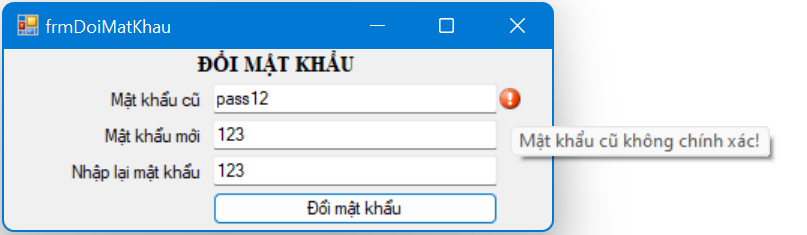 frmDoiMatKhau
ĐỔI MẬT KHẨU
Mật khẩu cũ pass12
Mật khẩu mới 123
Mật khẩu cũ không chính xác!
Nhập lại mật khẩu 123
Đổi mật khẩu